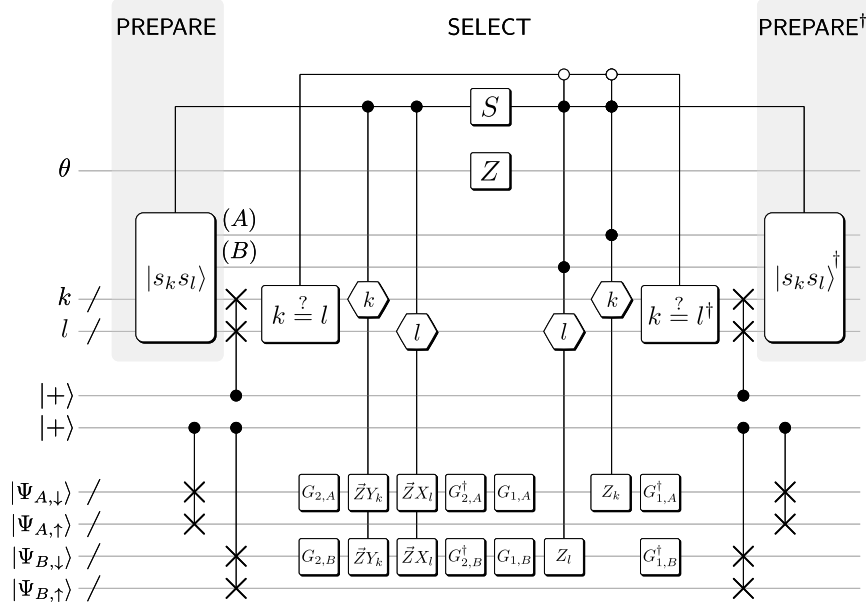 PREPARE SELECT PREPARE†
S
θ Z
(A)
(B)
|s_k s_l⟩ |s_k s_l⟩†
k k ?= l k k k ?= l†
l l l
|+⟩
|+⟩
|Ψ_{A,↓}⟩ G_{2,A} Z⃗Y_k Z⃗X_l G†_{2,A} G_{1,A} Z_k G†_{1,A}
|Ψ_{A,↑}⟩
|Ψ_{B,↓}⟩ G_{2,B} Z⃗Y_k Z⃗X_l G†_{2,B} G_{1,B} Z_l G†_{1,B}
|Ψ_{B,↑}⟩